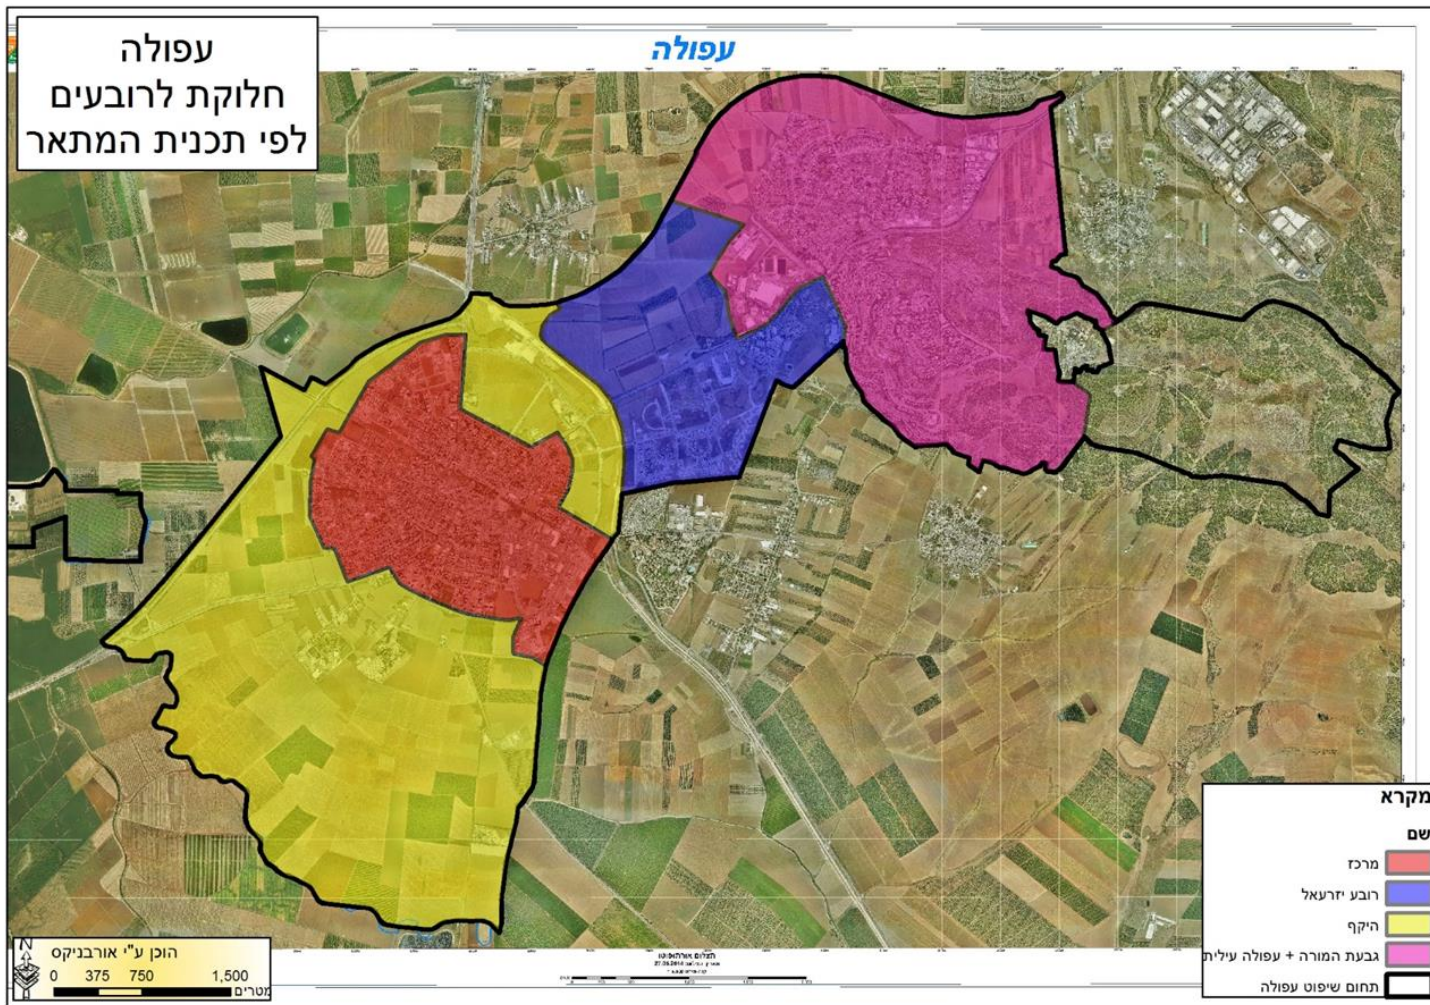 עפולה
חלוקת לרובעים
לפי תכנית המתאר
עפולה
מקרא
שם
מרכז
רובע יזרעאל
היקף
גבעת המורה + עפולה עילית
תחום שיפוט עפולה
הוכן ע"י אורבניקס
0 375 750 1,500
מטרים
N